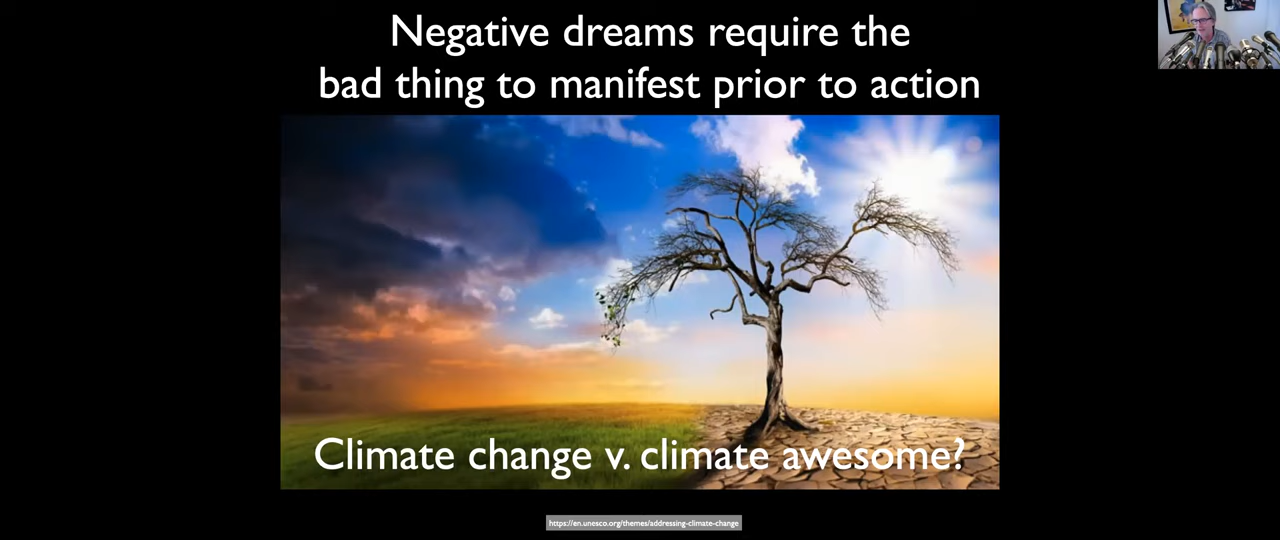 Negative dreams require the
bad thing to manifest prior to action
Climate change v. climate awesome?
https://en.unesco.org/themes/addressing-climate-change